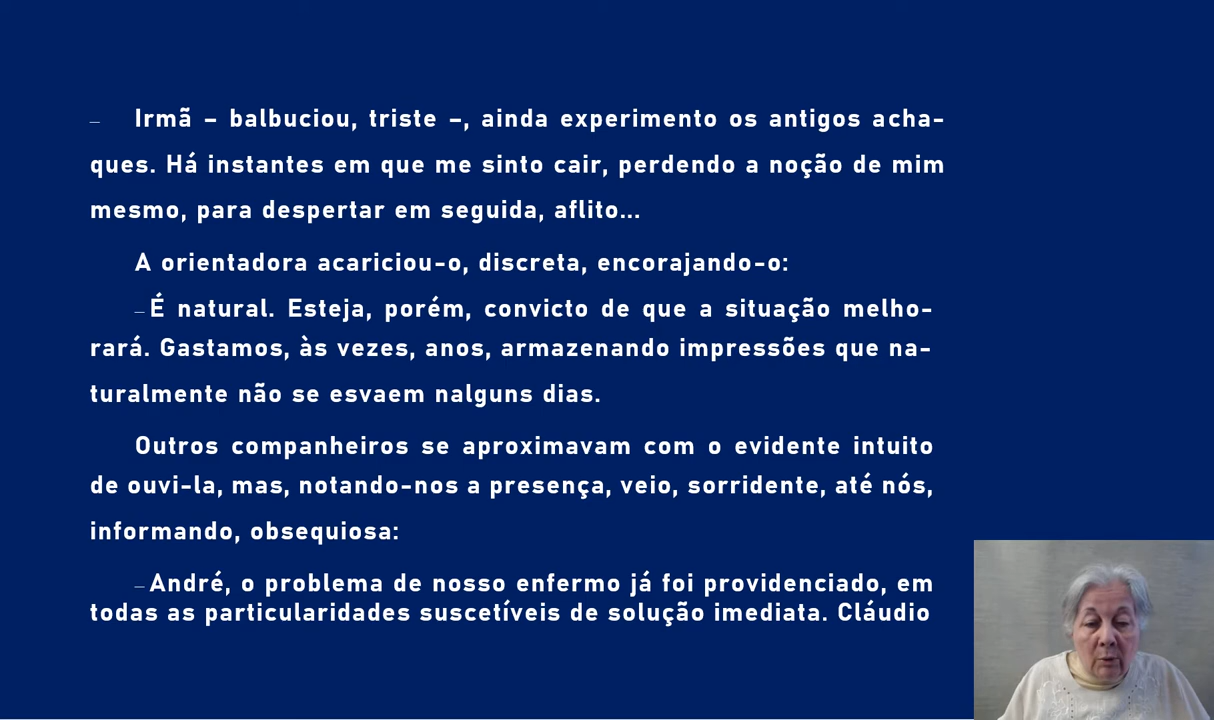 – Irmã – balbuciou, triste –, ainda experimento os antigos acha-
ques. Há instantes em que me sinto cair, perdendo a noção de mim
mesmo, para despertar em seguida, aflito...
A orientadora acariciou-o, discreta, encorajando-o:
– É natural. Esteja, porém, convicto de que a situação melho-
rará. Gastamos, às vezes, anos, armazenando impressões que na-
turalmente não se esvaem nalguns dias.
Outros companheiros se aproximavam com o evidente intuito
de ouvi-la, mas, notando-nos a presença, veio, sorridente, até nós,
informando, obsequiosa:
– André, o problema de nosso enfermo já foi providenciado, em
todas as particularidades suscetíveis de solução imediata. Cláudio